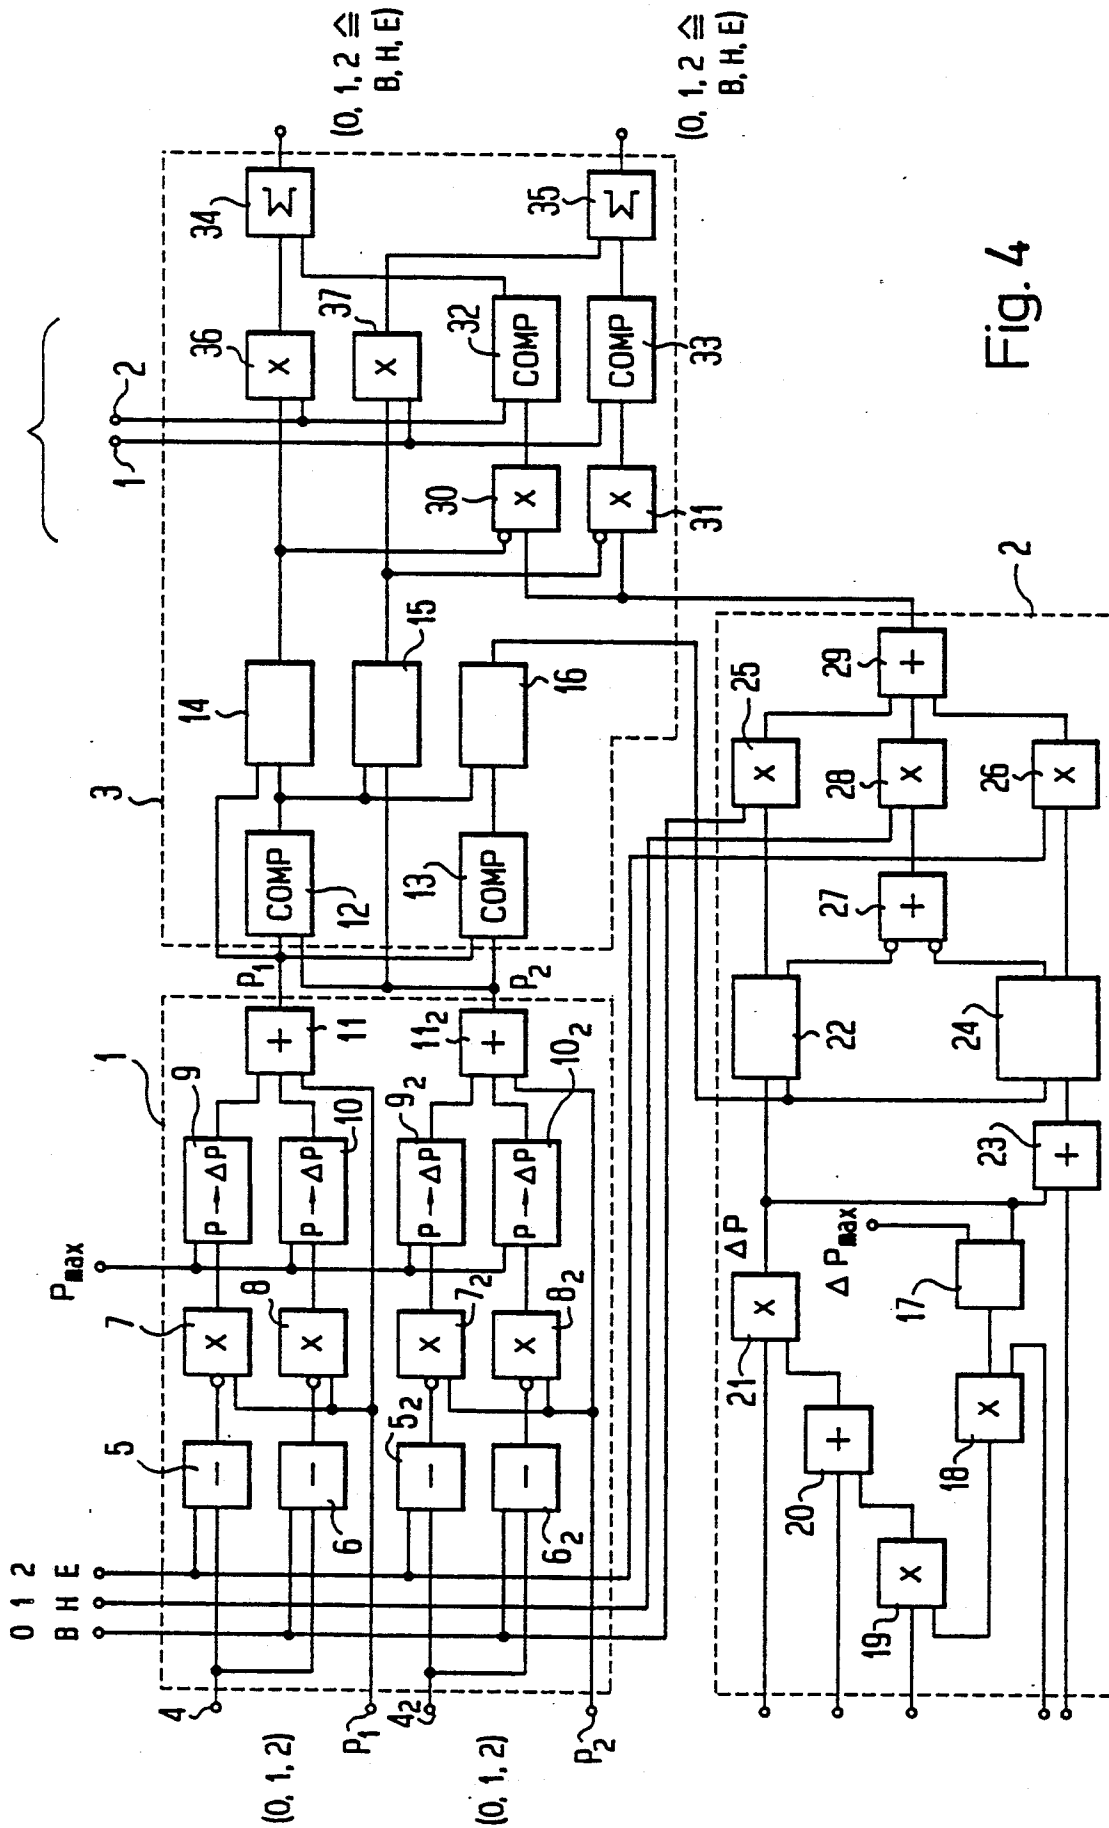 (0, 1, 2 ≙
B, H, E)
(0, 1, 2 ≙
B, H, E)
34
Σ
35
Σ
36
X
37
X
32
COMP
33
COMP
1
2
30
X
31
X
14
15
16
3
COMP
12
13
COMP
P1
P2
1
Pmax
9
P→ΔP
10
P→ΔP
9₂
P→ΔP
10₂
P→ΔP
11
+
11₂
+
7
X
8
X
7₂
X
8₂
X
5
−
6
−
5₂
−
6₂
−
0 1 2
B H E
4
(0, 1, 2)
P1
4₂
(0, 1, 2)
P2
2
25
X
28
X
26
X
29
+
27
+
22
24
23
+
ΔP
ΔPmax
21
X
17
20
+
18
X
19
X
Fig. 4